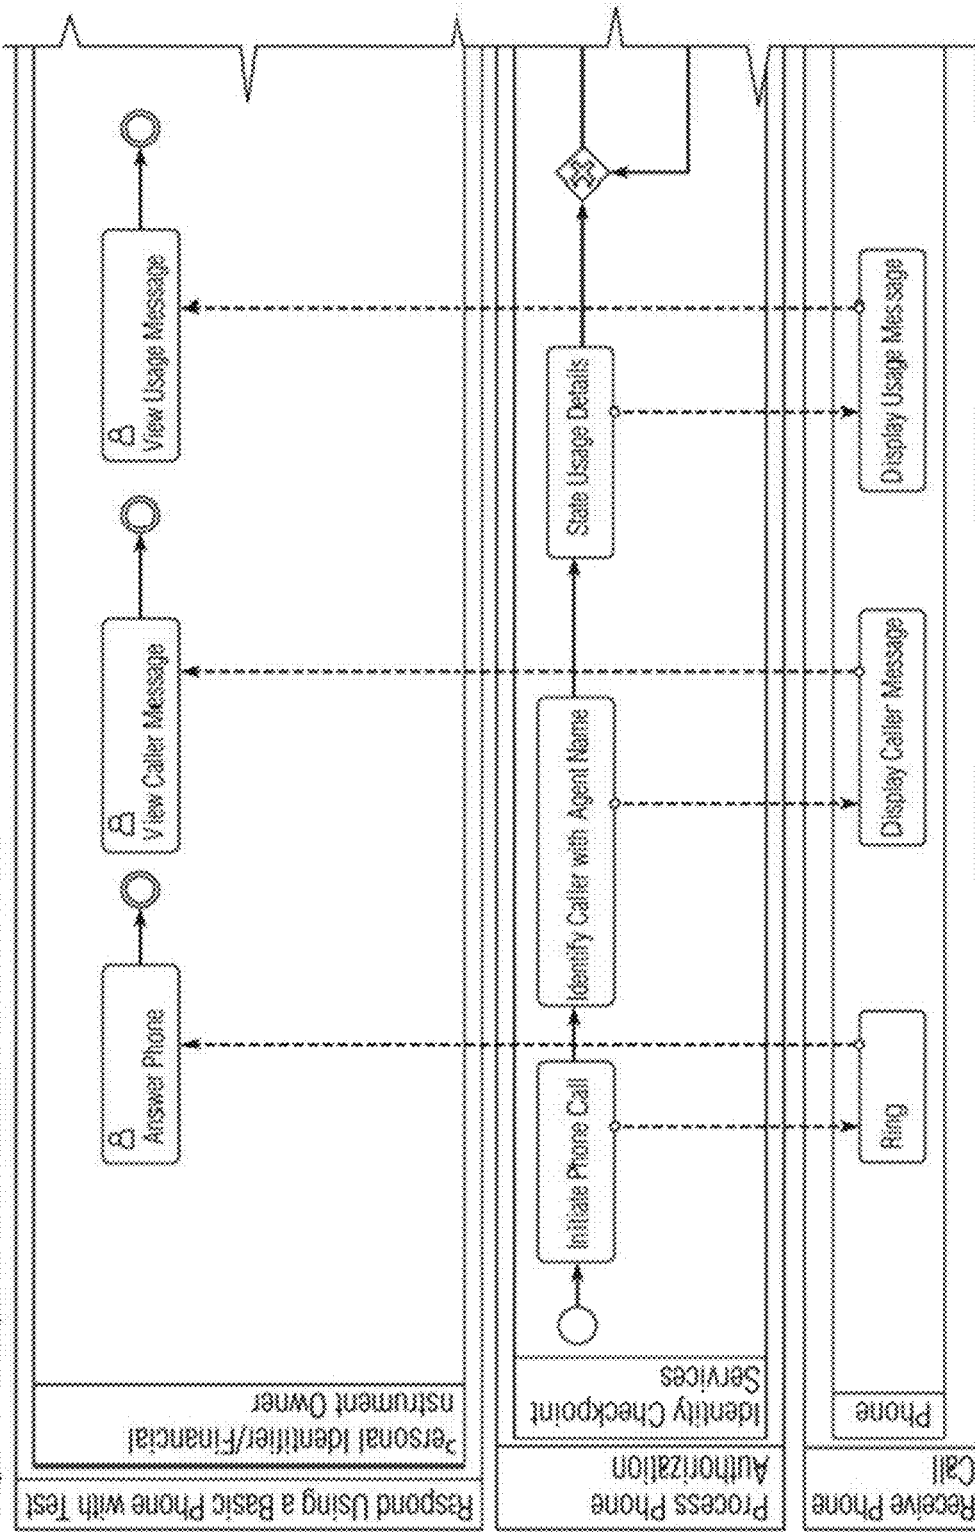 Respond Using a Basic Phone with Test
Personal Identifier/Financial
nstrument Owner
Answer Phone
View Caller Message
View Usage Message
Process Phone
Authorization
Identity Checkpoint
Services
Initiate Phone Call
Identify Caller with Agent Name
State Usage Details
Receive Phone
Call
Phone
Ring
Display Caller Message
Display Usage Message